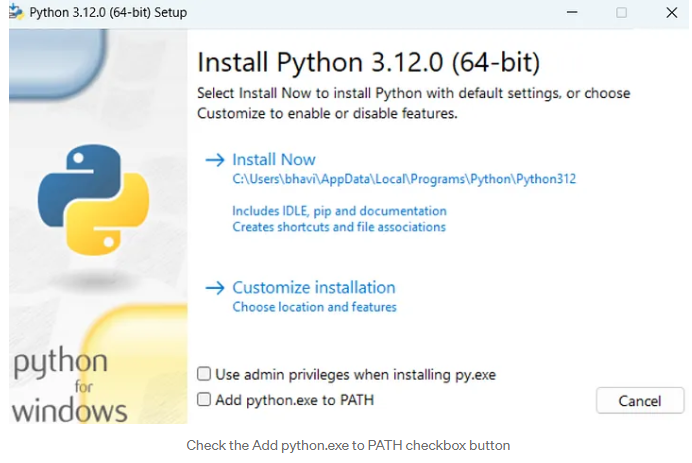 Python 3.12.0 (64-bit) Setup
Install Python 3.12.0 (64-bit)
Select Install Now to install Python with default settings, or choose
Customize to enable or disable features.
Install Now
C:\Users\bhavi\AppData\Local\Programs\Python\Python312
Includes IDLE, pip and documentation
Creates shortcuts and file associations
Customize installation
Choose location and features
python
for
windows
Use admin privileges when installing py.exe
Add python.exe to PATH
Cancel
Check the Add python.exe to PATH checkbox button